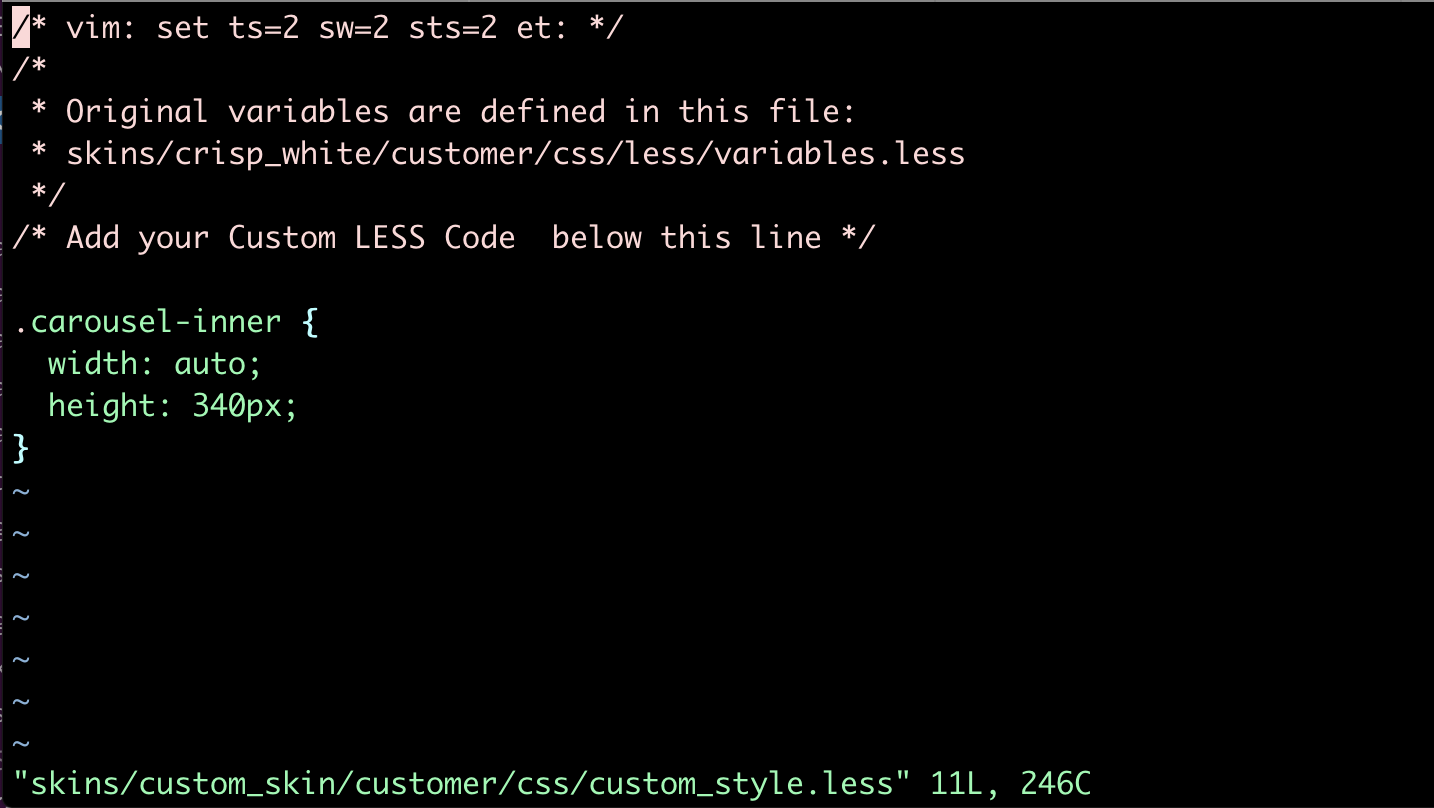 /* vim: set ts=2 sw=2 sts=2 et: */
/*
 * Original variables are defined in this file:
 * skins/crisp_white/customer/css/less/variables.less
 */
/* Add your Custom LESS Code  below this line */

.carousel-inner {
  width: auto;
  height: 340px;
}
~
~
~
~
~
~
~
"skins/custom_skin/customer/css/custom_style.less" 11L, 246C